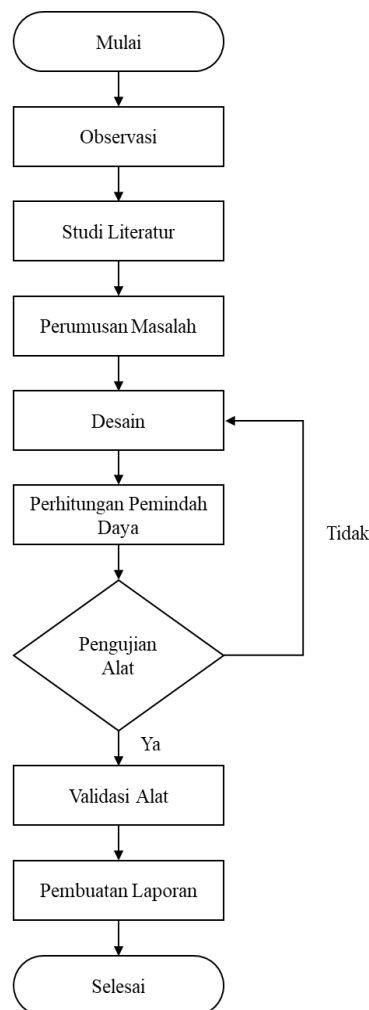 Mulai
Observasi
Studi Literatur
Perumusan Masalah
Desain
Perhitungan Pemindah
Daya
Tidak
Pengujian
Alat
Ya
Validasi Alat
Pembuatan Laporan
Selesai